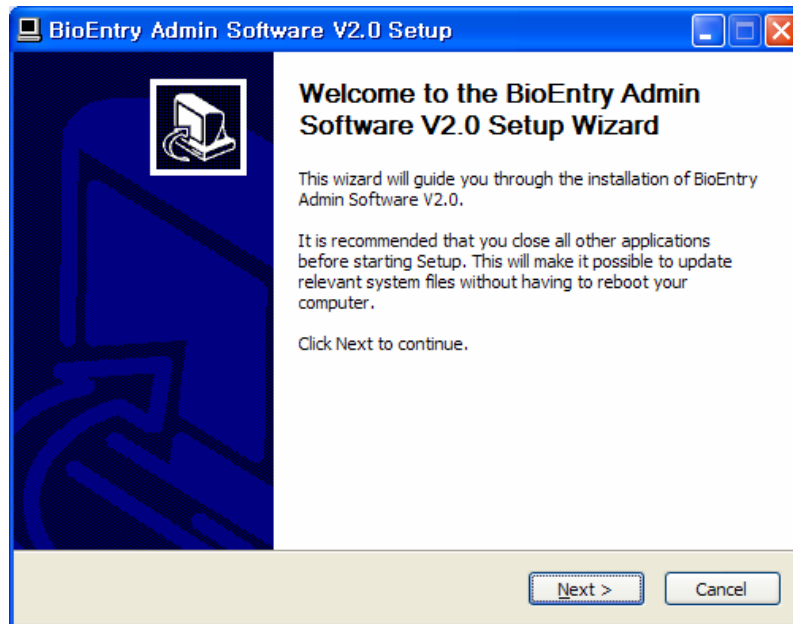 BioEntry Admin Software V2.0 Setup
Welcome to the BioEntry Admin
Software V2.0 Setup Wizard
This wizard will guide you through the installation of BioEntry
Admin Software V2.0.
It is recommended that you close all other applications
before starting Setup. This will make it possible to update
relevant system files without having to reboot your
computer.
Click Next to continue.
Next >
Cancel